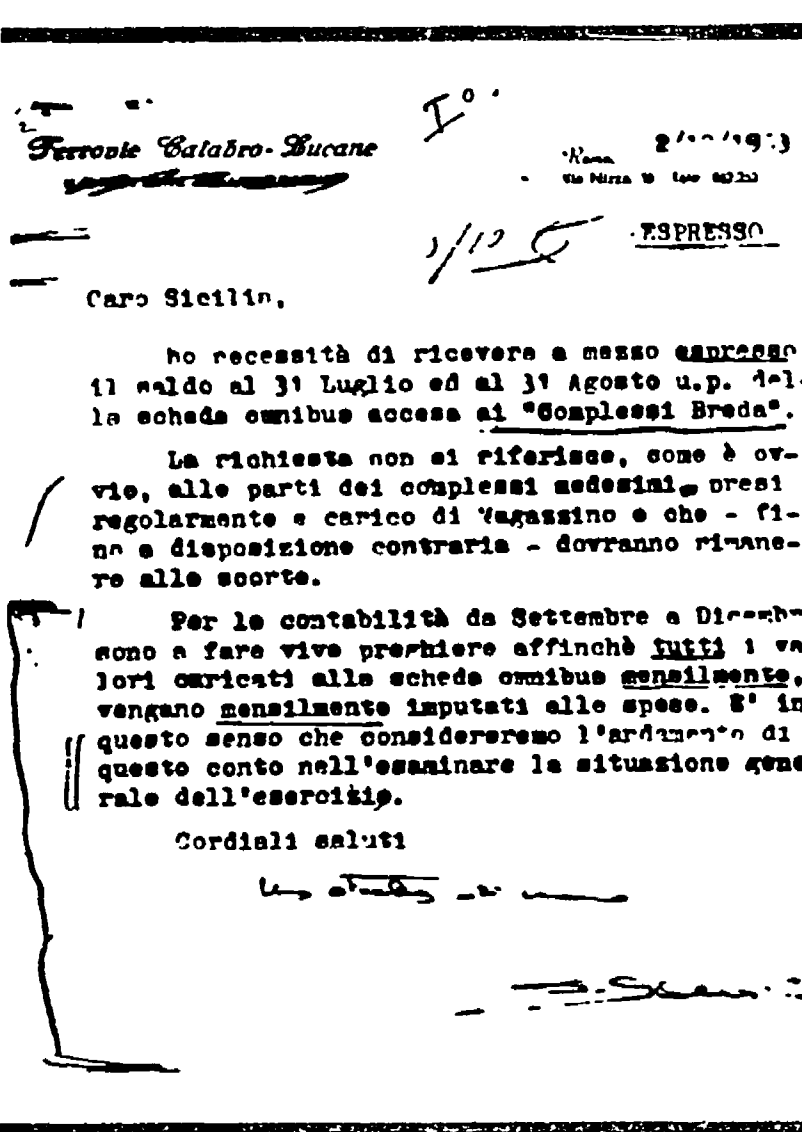 I°.
Ferrovie Calabro-Lucane
Roma
ESPRESSO
Caro Sicilin,
ho necessità di ricevere a mezzo espresso
il saldo al 31 Luglio ed al 31 Agosto u.p. del-
la scheda omnibus accesa ai "Complessi Breda".
La richiesta non si riferisce, come è ov-
vio, alle parti dei complessi medesimi, presi
regolarmente a carico di Magazzino e che - fi-
no a disposizione contraria - dovranno rimane-
re alle scorte.
Per le contabilità da Settembre a Dicembre
sono a fare vive preghiere affinchè tutti i va
lori caricati alla scheda omnibus mensilmente,
vengano mensilmente imputati alle spese. E' in
questo senso che considereremo l'andamento di
questo conto nell'esaminare la situazione gene
rale dell'esercizio.
Cordiali saluti